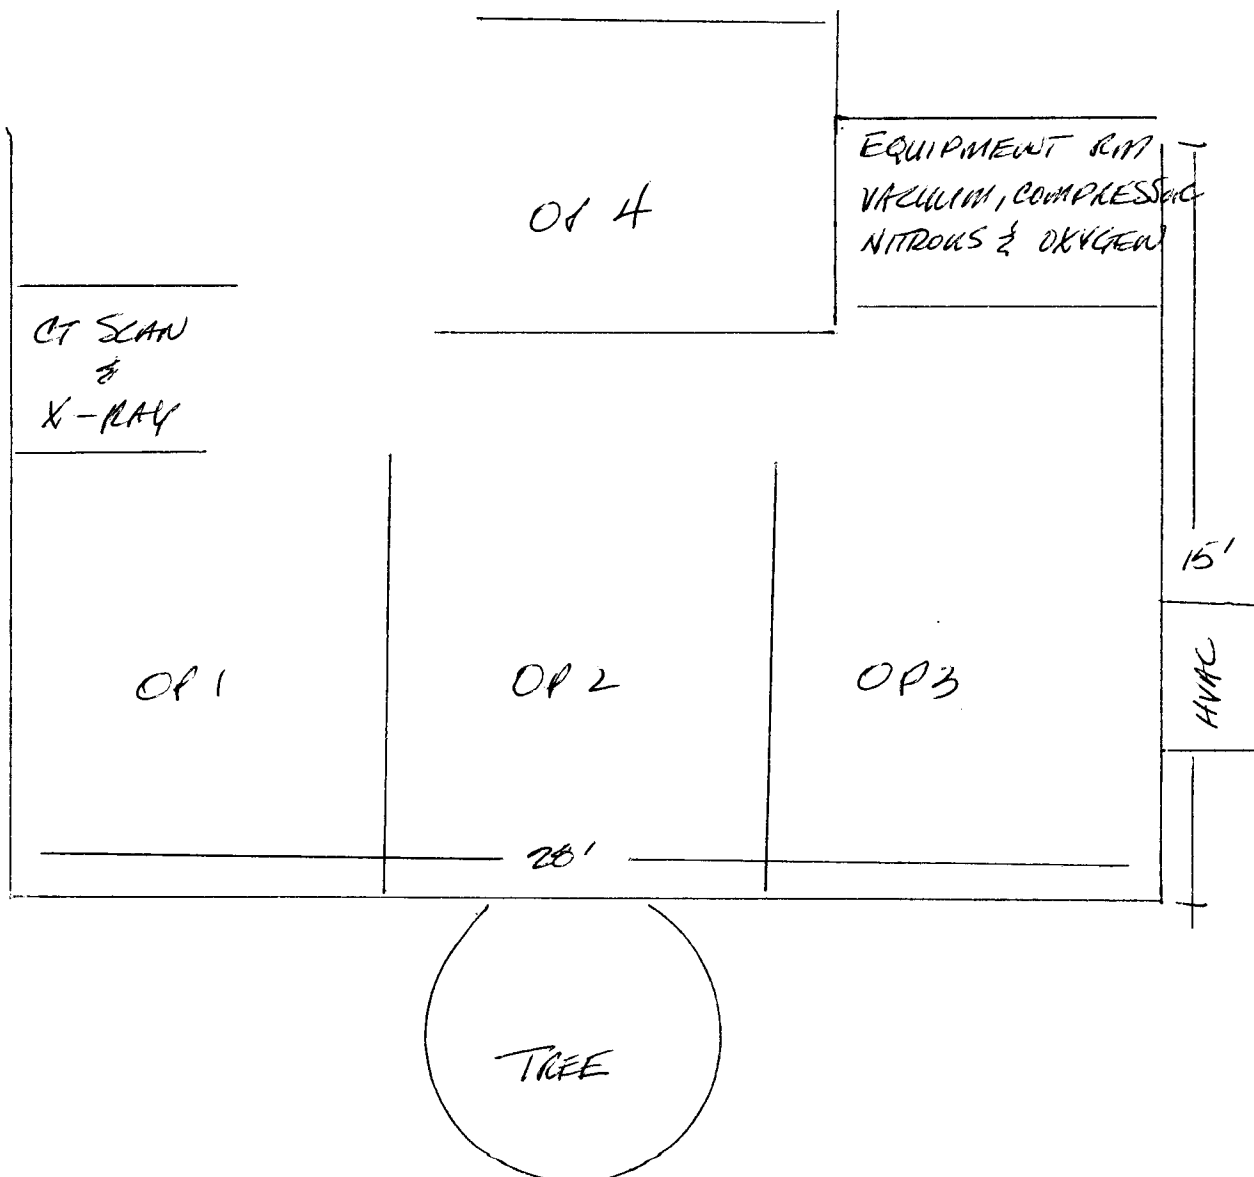 OP 4
EQUIPMENT RM
VACUUM, COMPRESSOR
NITROUS & OXYGEN
CT SCAN
&
X-RAY
15'
HVAC
OP 1
OP 2
OP3
28'
TREE